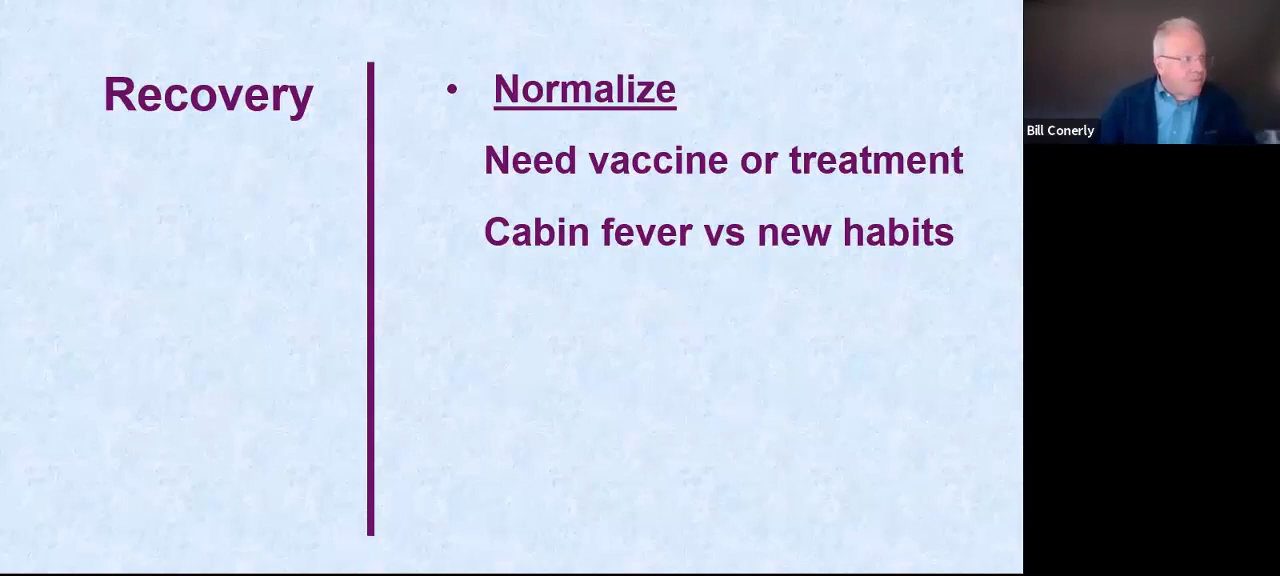 Recovery
• Normalize
Need vaccine or treatment
Cabin fever vs new habits
Bill Conerly